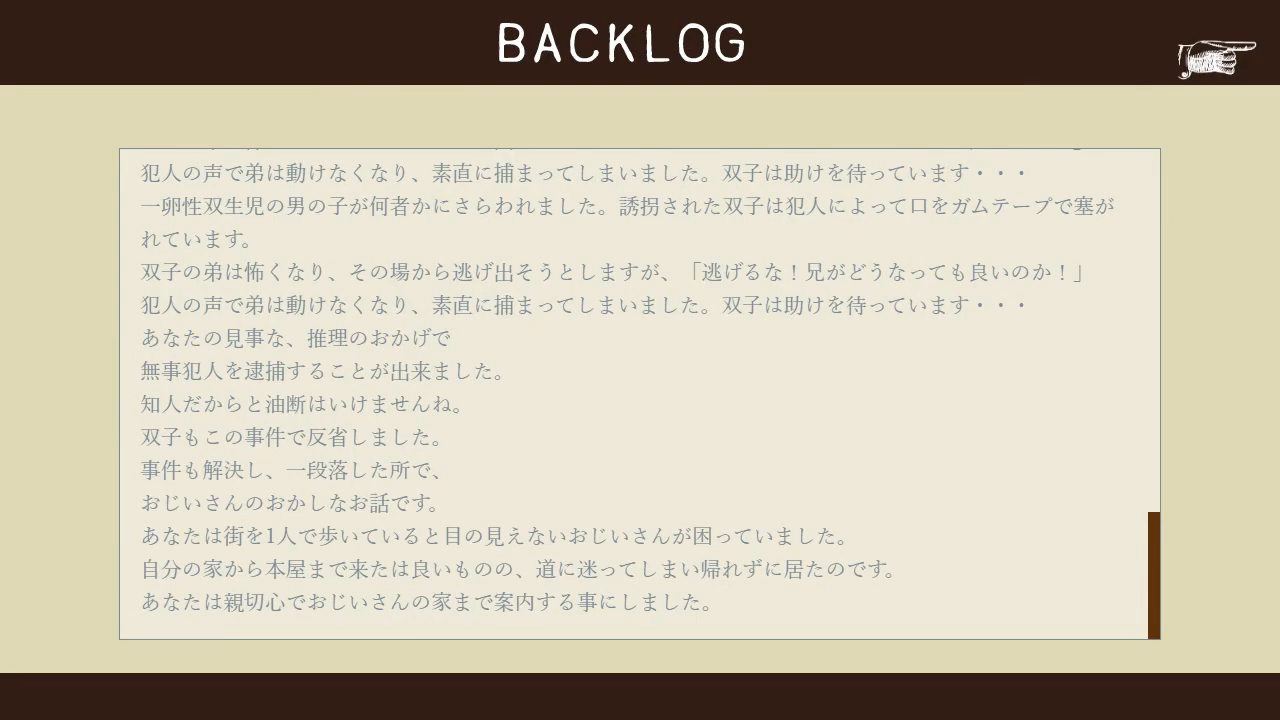 BACKLOG
犯人の声で弟は動けなくなり、素直に捕まってしまいました。双子は助けを待っています・・・
一卵性双生児の男の子が何者かにさらわれました。誘拐された双子は犯人によって口をガムテープで塞が
れています。
双子の弟は怖くなり、その場から逃げ出そうとしますが、「逃げるな！兄がどうなっても良いのか！」
犯人の声で弟は動けなくなり、素直に捕まってしまいました。双子は助けを待っています・・・
あなたの見事な、推理のおかげで
無事犯人を逮捕することが出来ました。
知人だからと油断はいけませんね。
双子もこの事件で反省しました。
事件も解決し、一段落した所で、
おじいさんのおかしなお話です。
あなたは街を1人で歩いていると目の見えないおじいさんが困っていました。
自分の家から本屋まで来たは良いものの、道に迷ってしまい帰れずに居たのです。
あなたは親切心でおじいさんの家まで案内する事にしました。